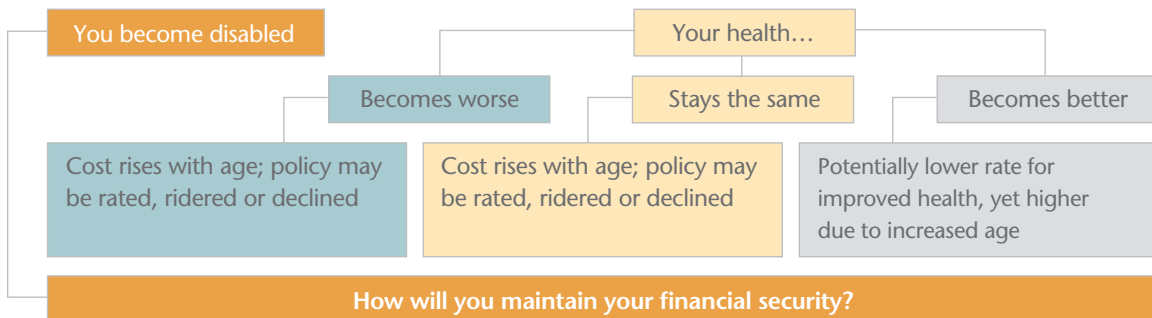 You become disabled
Your health…
Becomes worse
Stays the same
Becomes better
Cost rises with age; policy may
be rated, ridered or declined
Cost rises with age; policy may
be rated, ridered or declined
Potentially lower rate for
improved health, yet higher
due to increased age
How will you maintain your financial security?